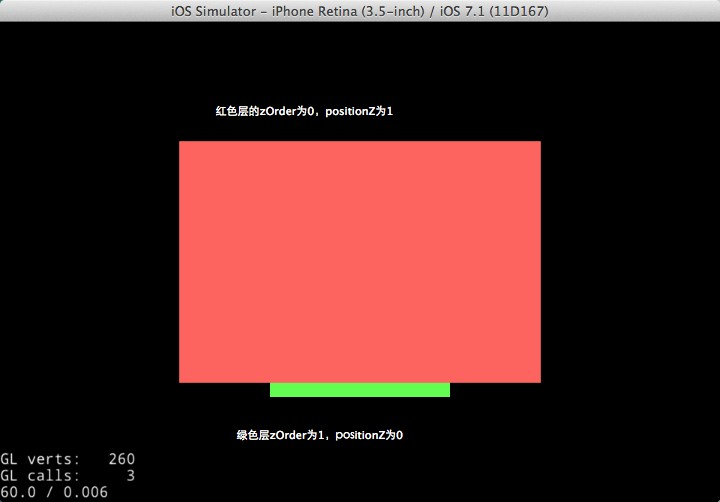 iOS Simulator - iPhone Retina (3.5-inch) / iOS 7.1 (11D167)
红色层的zOrder为0，positionZ为1
绿色层zOrder为1，positionZ为0
GL verts: 260
GL calls: 3
60.0 / 0.006